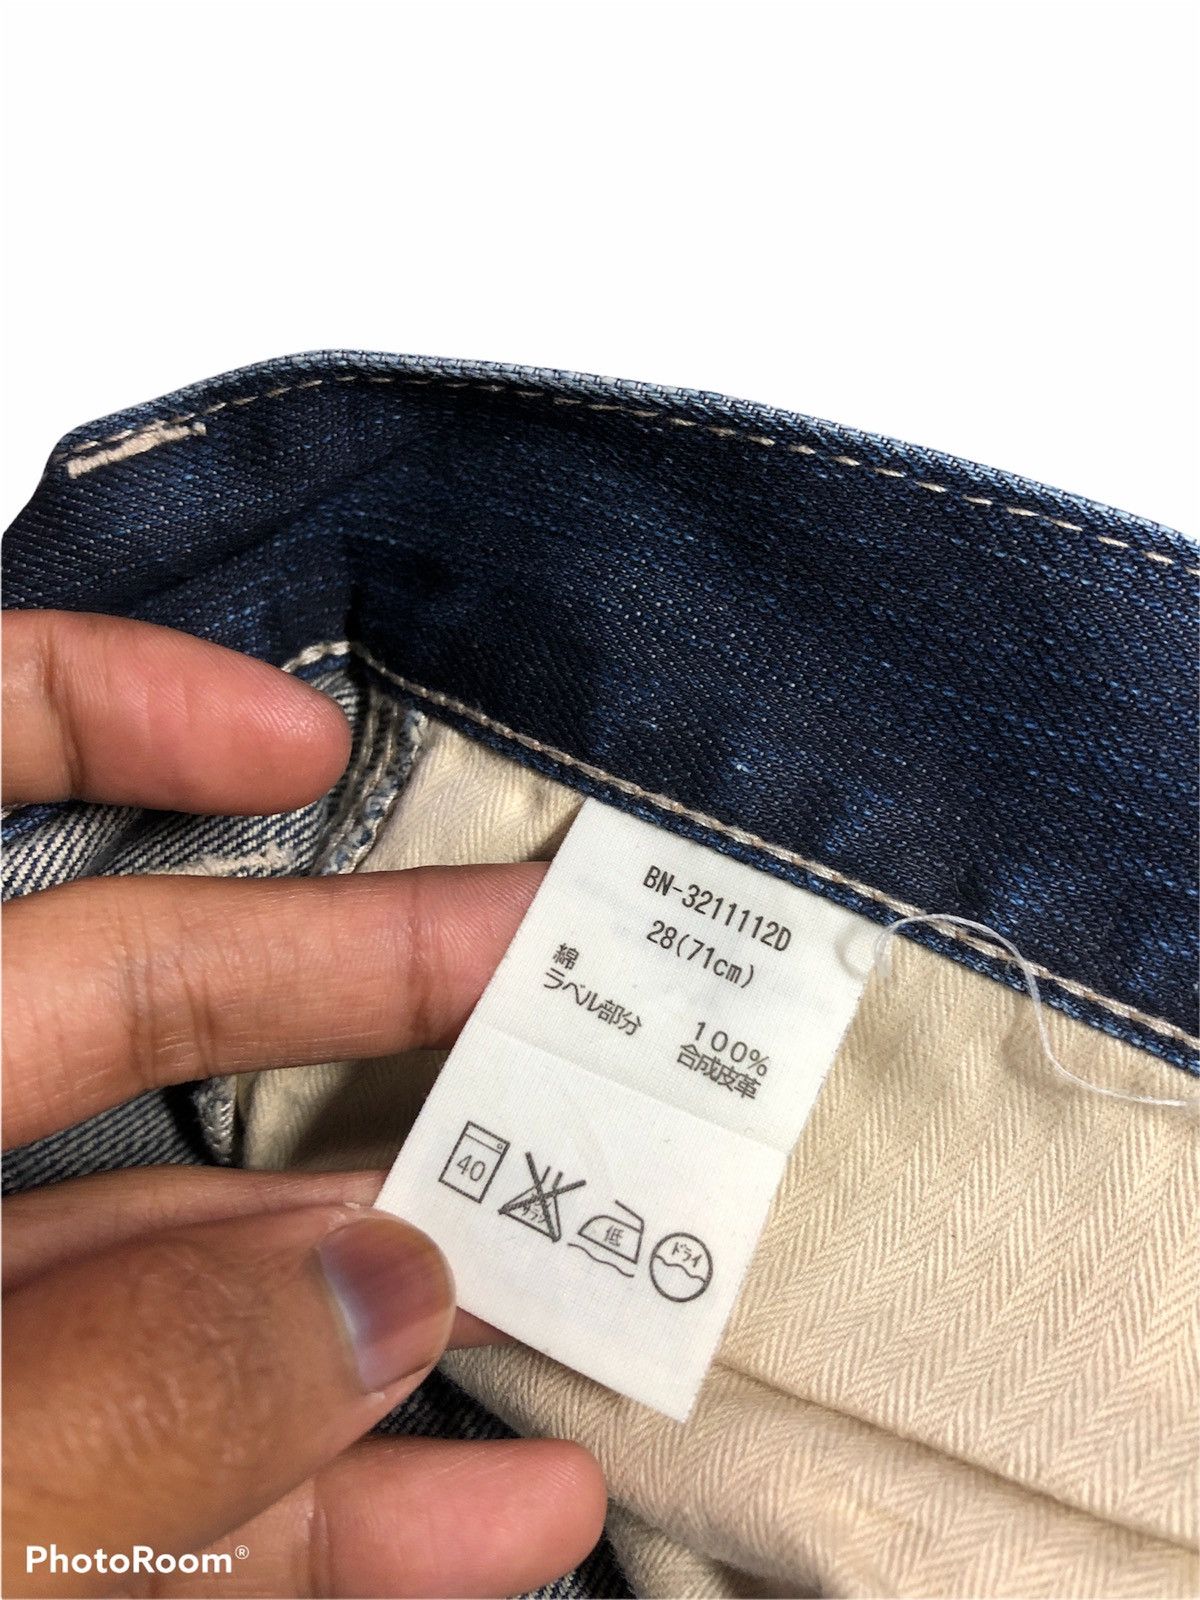 BN-3211112D
28(71cm)
綿 100%
ラベル部分 合成皮革
40
低
ドライ
PhotoRoom®